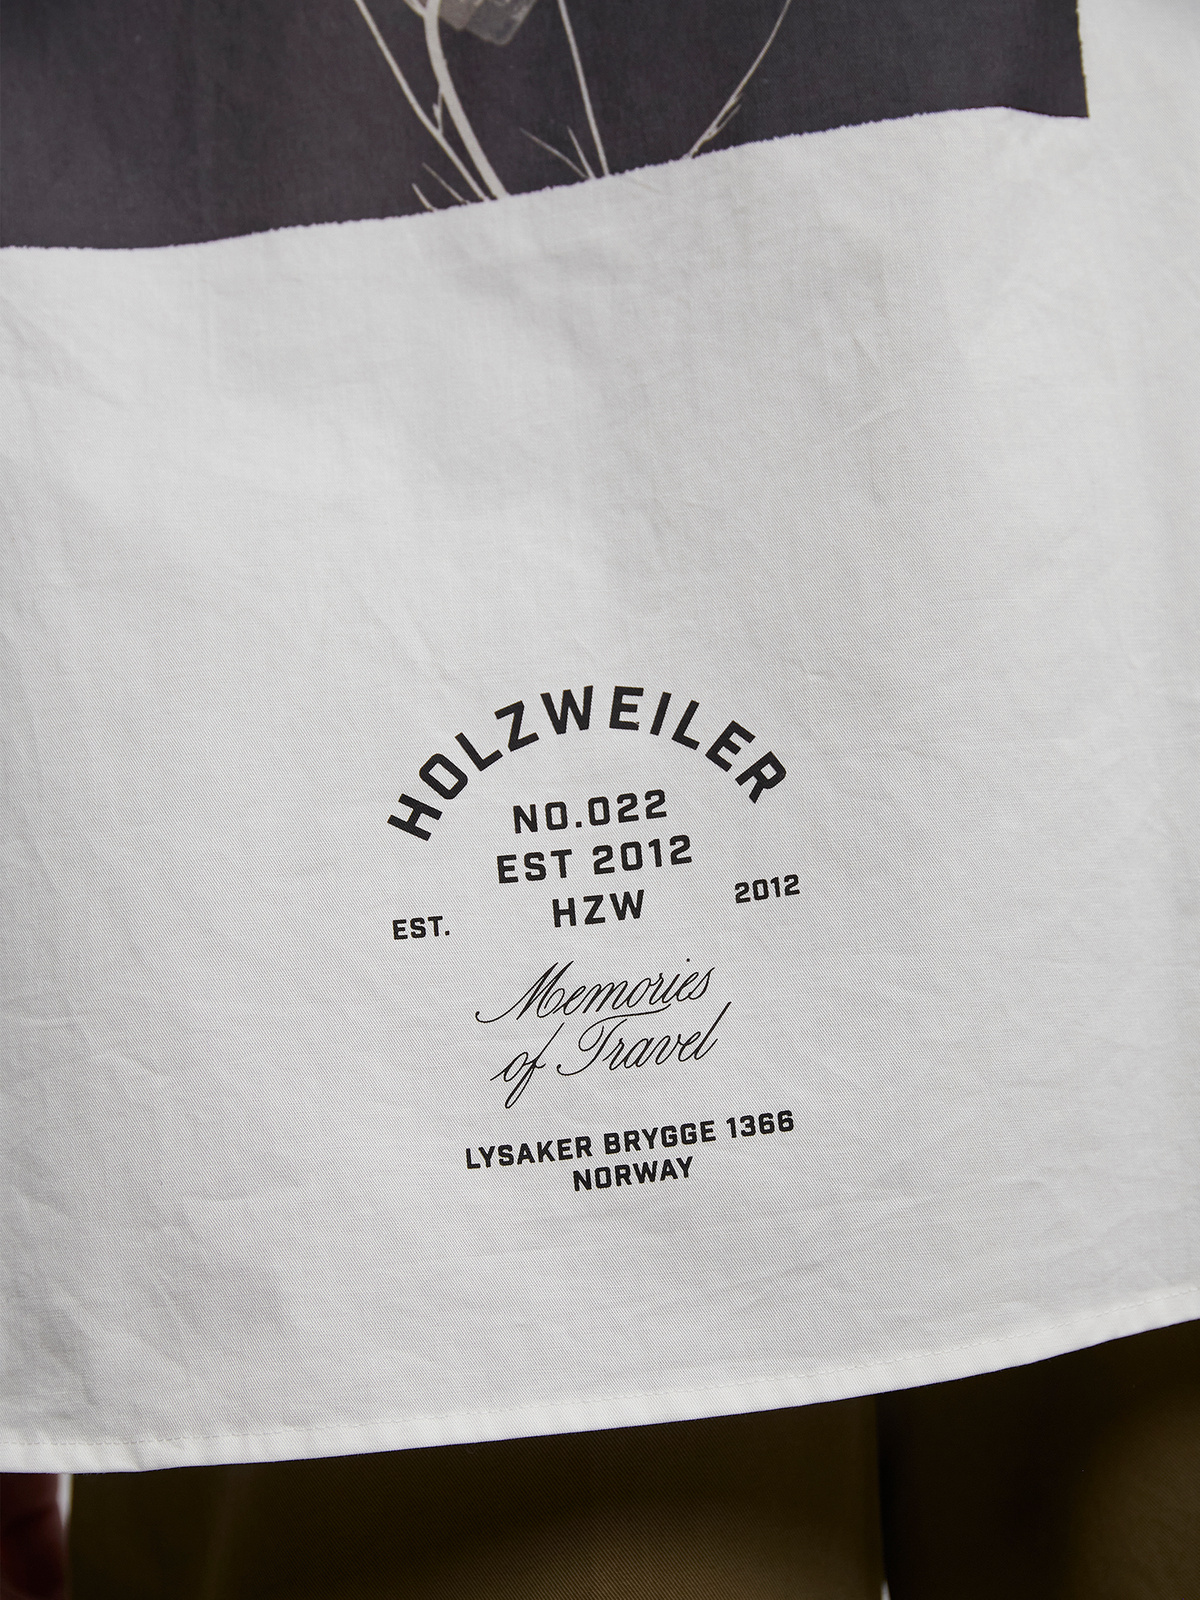 HOLZWEILER
NO.022
EST 2012
HZW
EST. 2012
Memories
of Travel
LYSAKER BRYGGE 1366
NORWAY